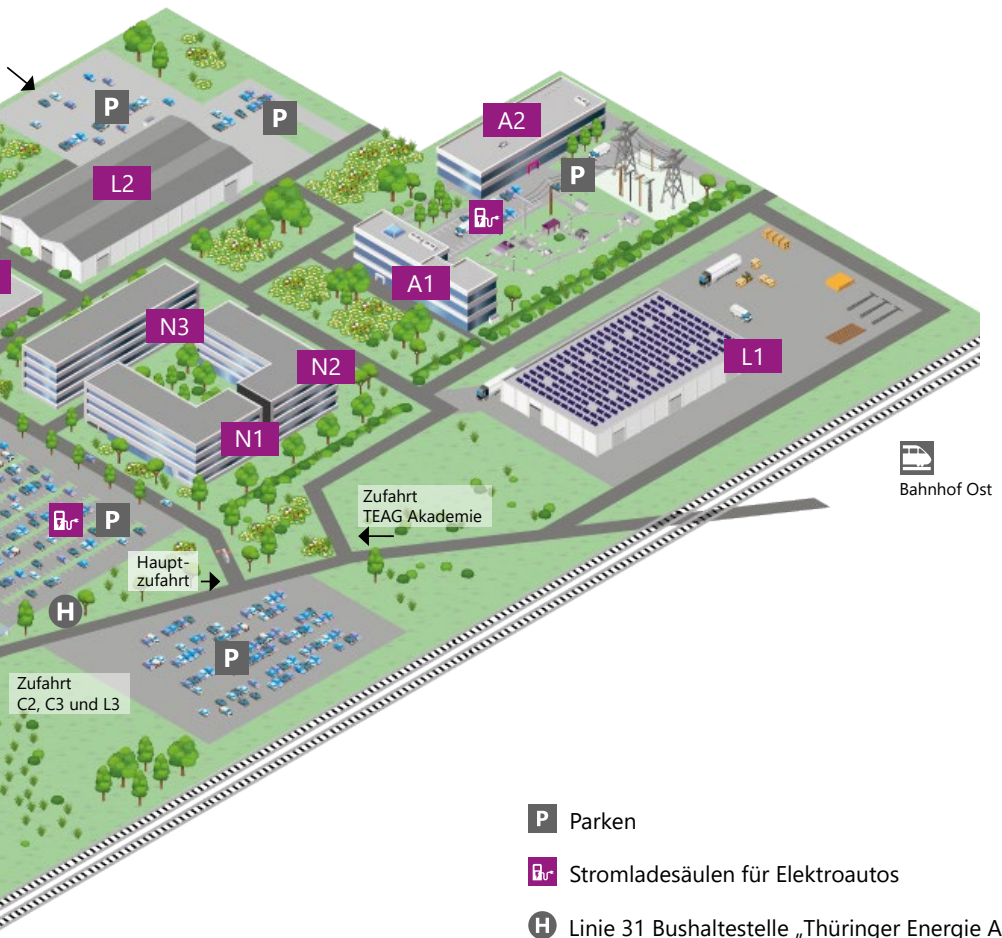 P
P
A2
L2
P
A1
N3
L1
N2
N1
Bahnhof Ost
Zufahrt
TEAG Akademie
P
Haupt-
zufahrt
H
P
Zufahrt
C2, C3 und L3
P Parken
Stromladesäulen für Elektroautos
H Linie 31 Bushaltestelle „Thüringer Energie A